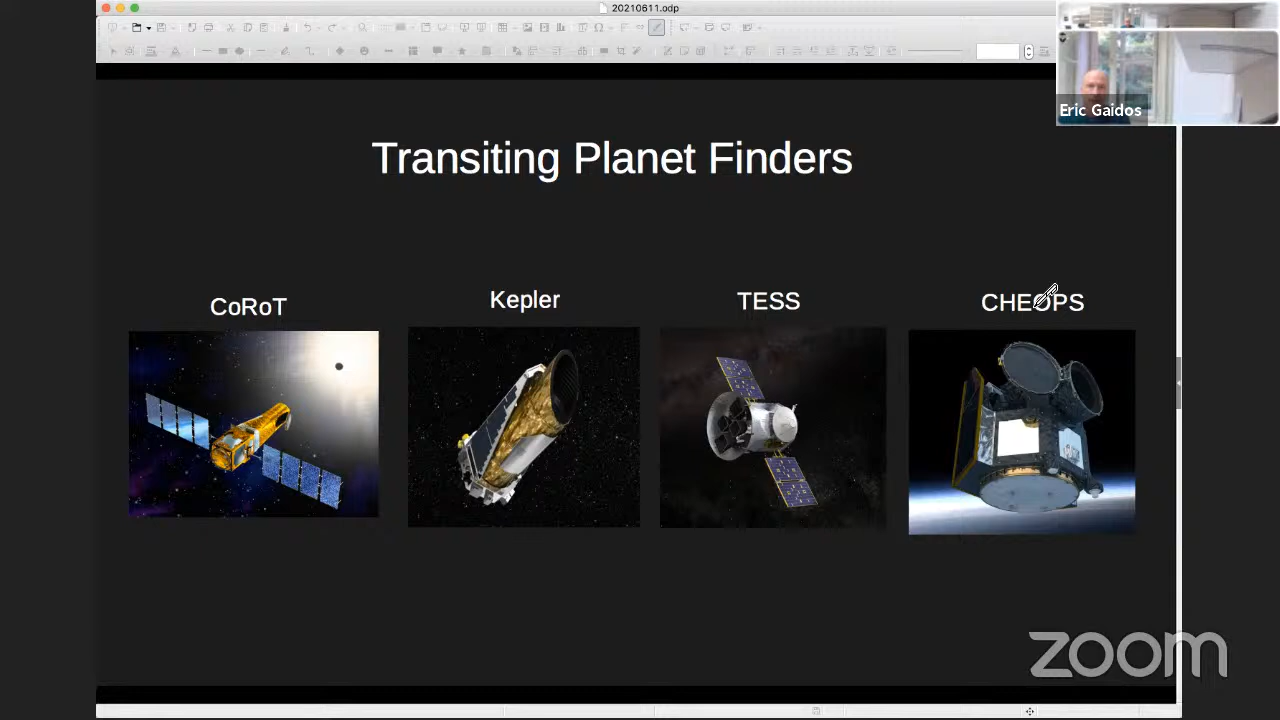 20210611.odp
Eric Gaidos
Transiting Planet Finders
CoRoT
Kepler
TESS
CHEOPS
zoom